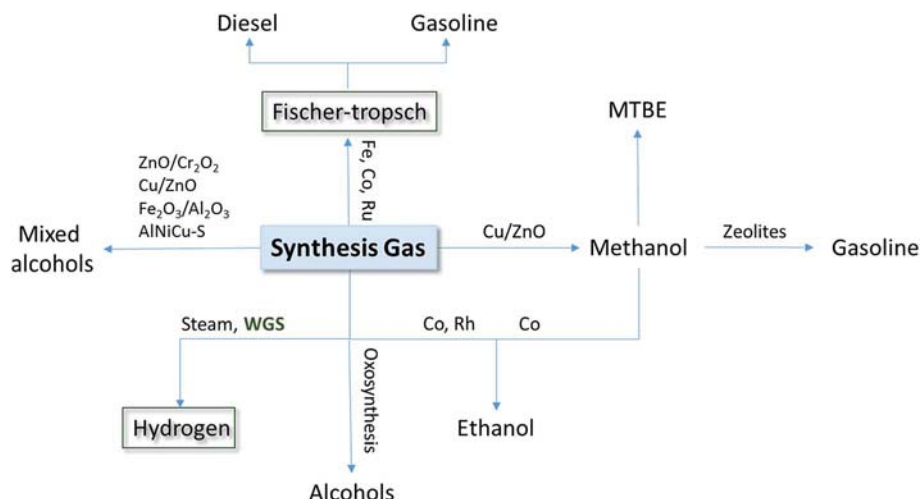 Diesel
Gasoline
Fischer-tropsch
MTBE
Fe, Co, Ru
ZnO/Cr₂O₂
Cu/ZnO
Fe₂O₃/Al₂O₃
AlNiCu-S
Mixed
alcohols
Synthesis Gas
Cu/ZnO
Methanol
Zeolites
Gasoline
Steam, WGS
Co, Rh
Co
Oxosynthesis
Hydrogen
Ethanol
Alcohols